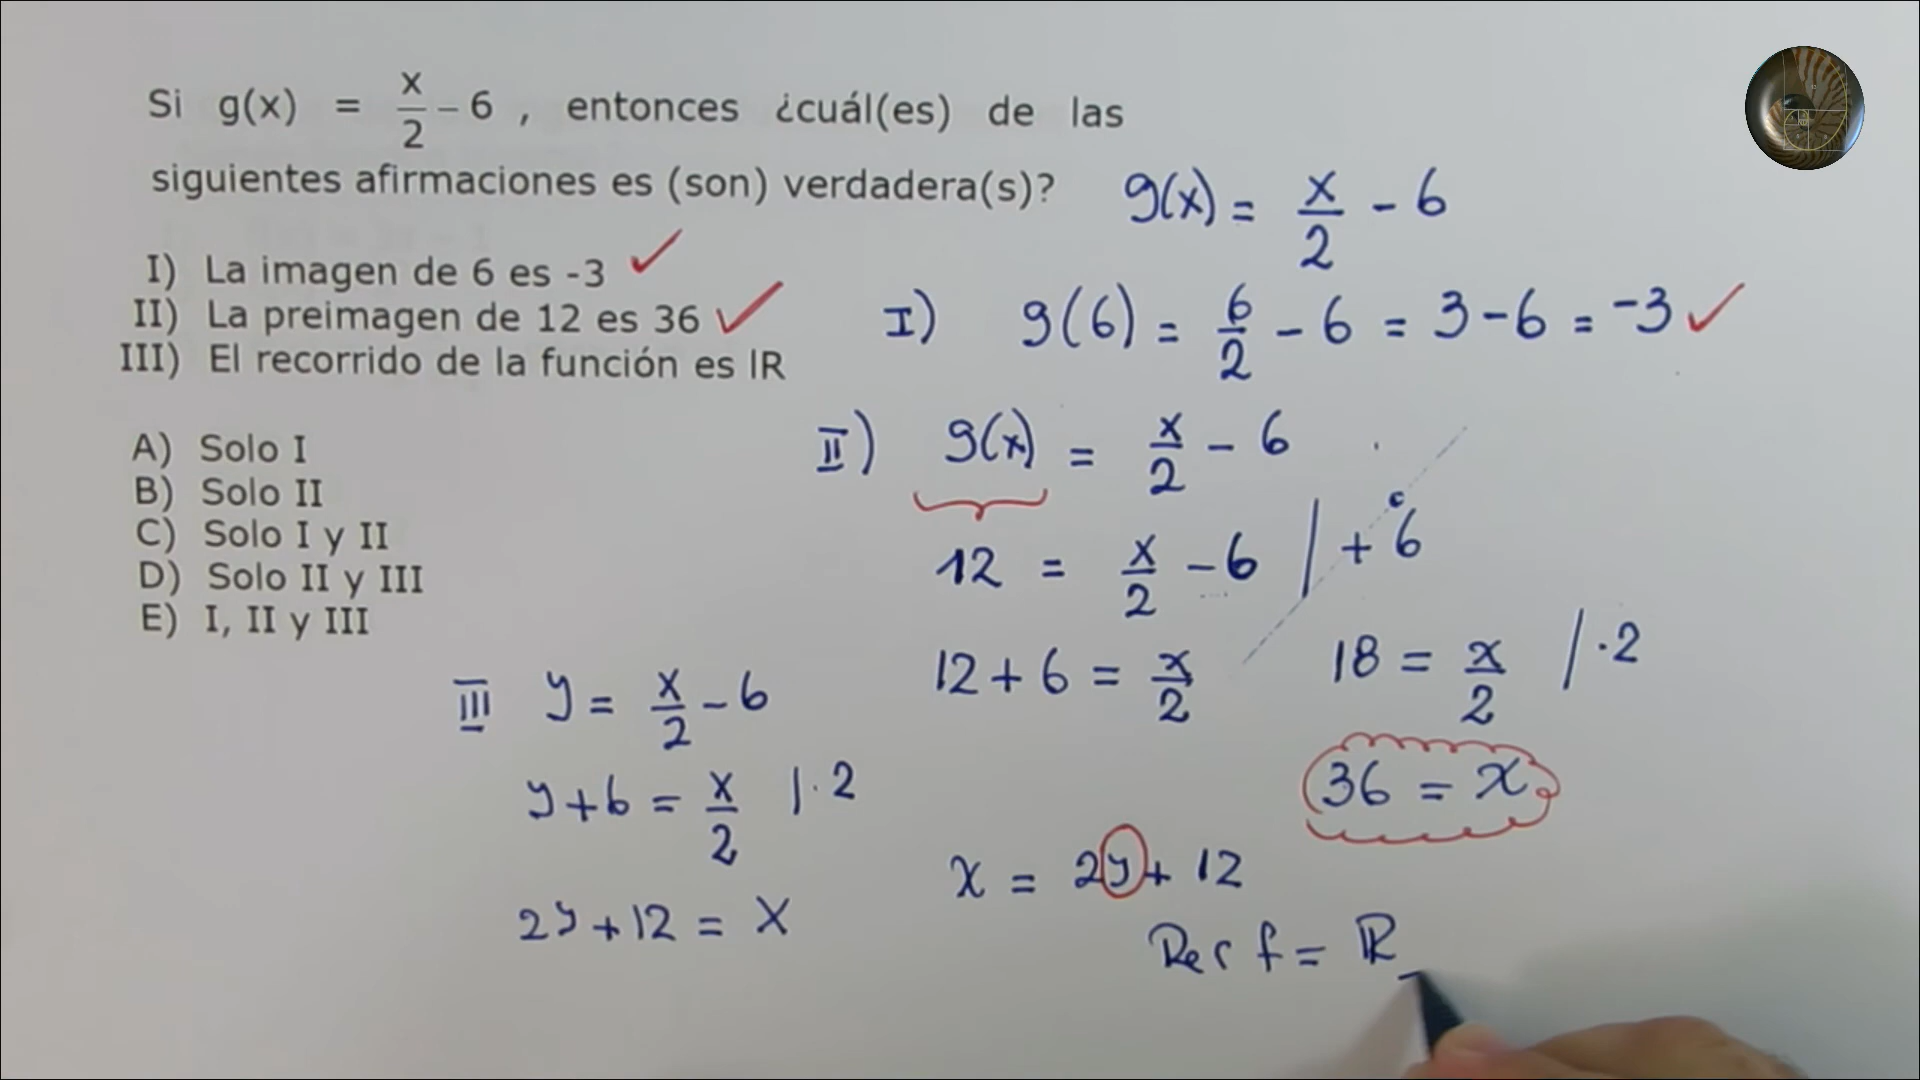 Si g(x) = x/2 – 6 , entonces ¿cuál(es) de las
siguientes afirmaciones es (son) verdadera(s)?
I) La imagen de 6 es -3 ✓
II) La preimagen de 12 es 36 ✓
III) El recorrido de la función es IR
A) Solo I
B) Solo II
C) Solo I y II
D) Solo II y III
E) I, II y III
g(x) = x/2 - 6
I) g(6) = 6/2 - 6 = 3 - 6 = -3 ✓
II) g(x) = x/2 - 6
12 = x/2 - 6 / + 6
12 + 6 = x/2
18 = x/2 / · 2
36 = x
III y = x/2 - 6
y + 6 = x/2 / · 2
2y + 12 = x
x = 2y + 12
Rec f = ℝ